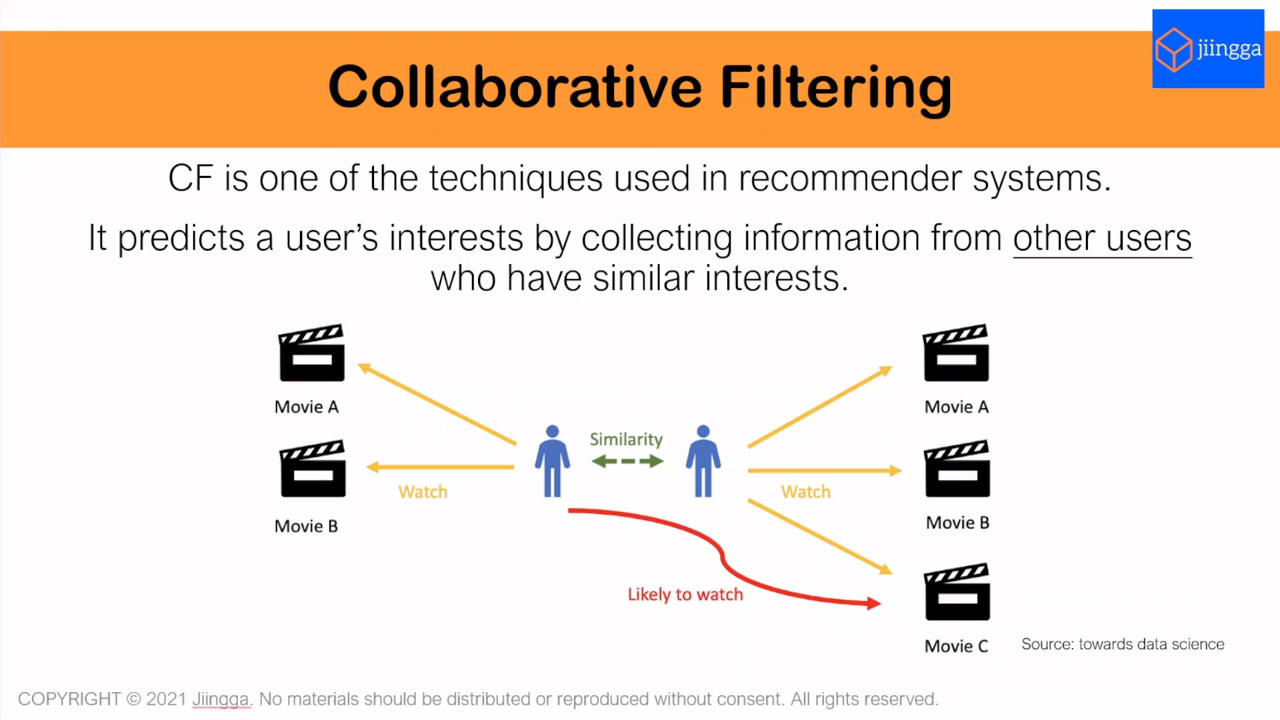 jiingga
Collaborative Filtering
CF is one of the techniques used in recommender systems.
It predicts a user's interests by collecting information from other users
who have similar interests.
Movie A
Movie B
Watch
Similarity
Likely to watch
Watch
Movie A
Movie B
Movie C
Source: towards data science
COPYRIGHT © 2021 Jiingga. No materials should be distributed or reproduced without consent. All rights reserved.